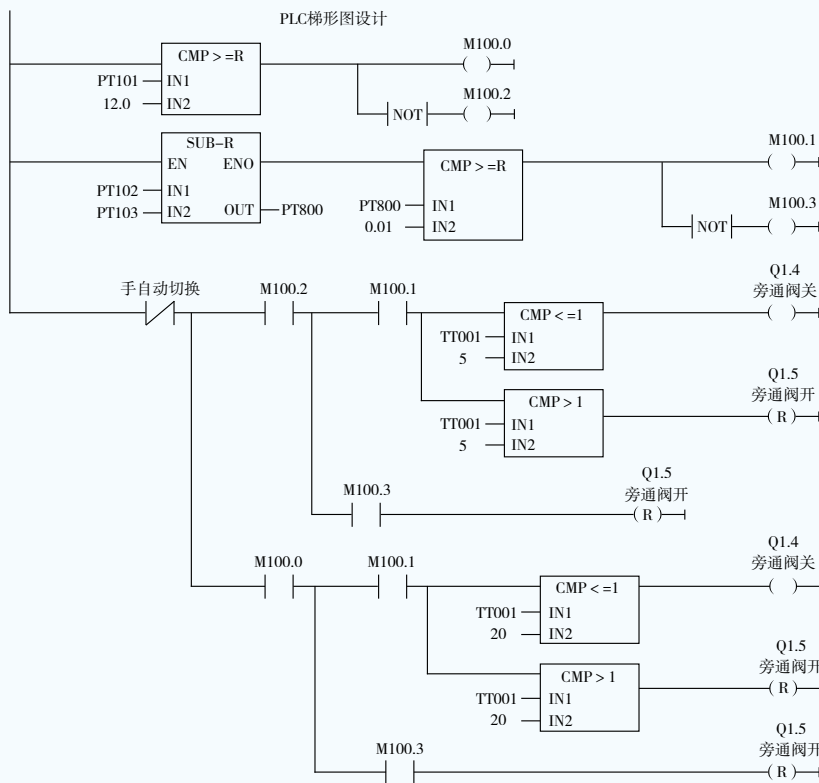 PLC梯形图设计
M100.0
CMP > =R
PT101 IN1
12.0 IN2
M100.2
NOT
SUB-R
EN ENO
PT102 IN1
PT103 IN2 OUT PT800
CMP > =R
PT800 IN1
0.01 IN2
M100.1
M100.3
NOT
手自动切换
M100.2
M100.1
CMP < =1
TT001 IN1
5 IN2
Q1.4
旁通阀关
CMP > 1
TT001 IN1
5 IN2
Q1.5
旁通阀开
R
M100.3
Q1.5
旁通阀开
R
M100.0
M100.1
CMP < =1
TT001 IN1
20 IN2
Q1.4
旁通阀关
CMP > 1
TT001 IN1
20 IN2
Q1.5
旁通阀开
R
M100.3
Q1.5
旁通阀开
R